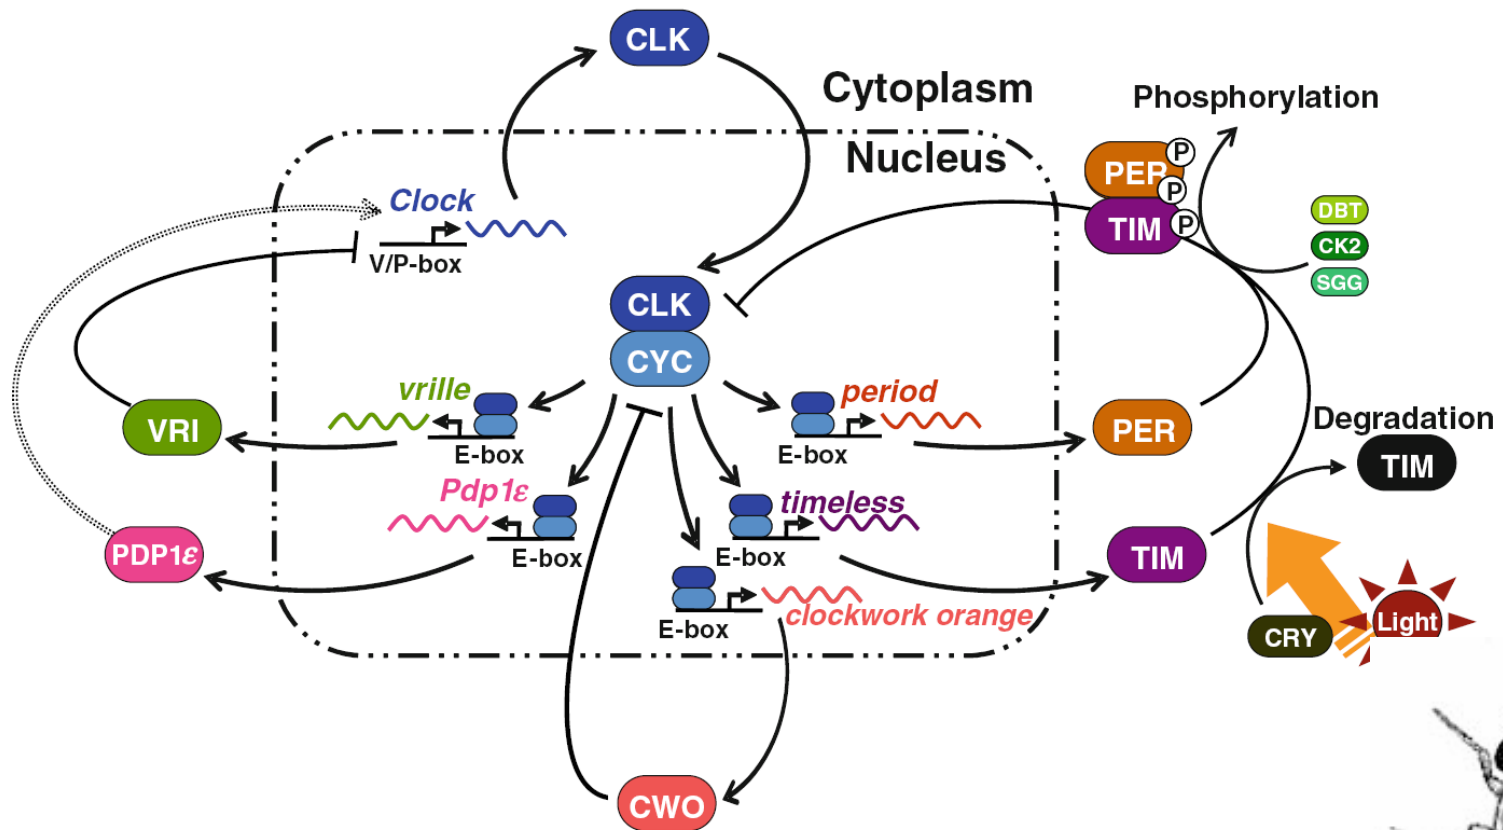 CLK
Cytoplasm
Phosphorylation
Nucleus
PER
P
P
TIM
P
DBT
CK2
SGG
Clock
V/P-box
CLK
CYC
vrille
E-box
period
E-box
VRI
PER
Degradation
TIM
Pdp1ε
E-box
timeless
E-box
PDP1ε
TIM
clockwork orange
E-box
CRY
Light
CWO